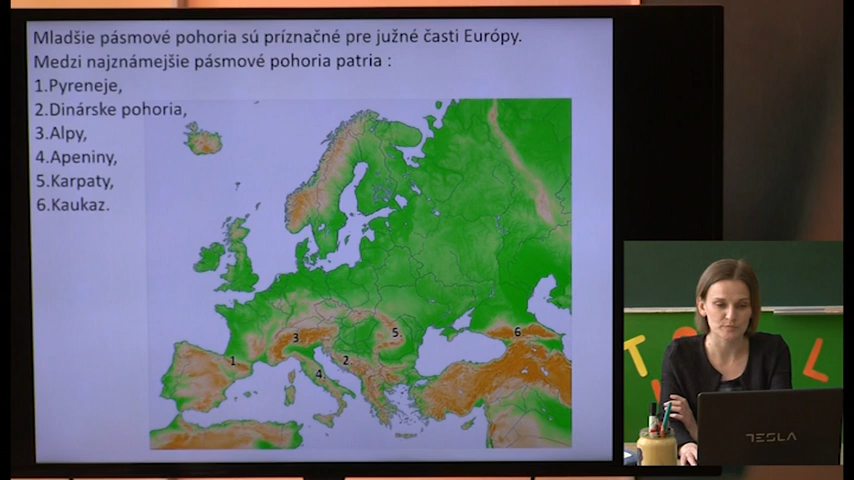 Mladšie pásmové pohoria sú príznačné pre južné časti Európy.
Medzi najznámejšie pásmové pohoria patria :
1.Pyreneje,
2.Dinárske pohoria,
3.Alpy,
4.Apeniny,
5.Karpaty,
6.Kaukaz.
3
5.
6
1
2.
4
TESLA